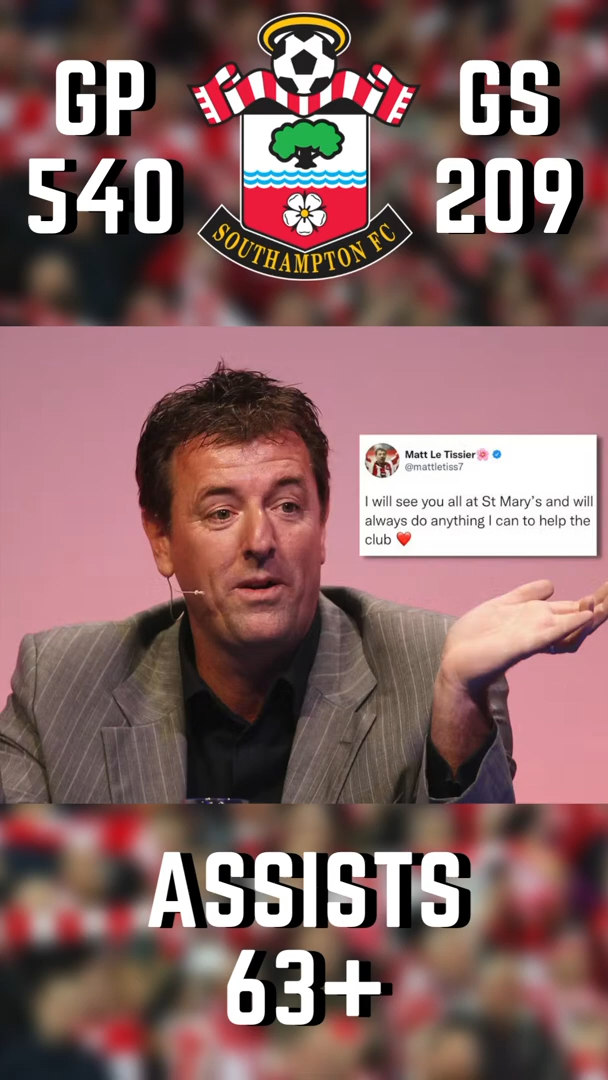 GP
540
GS
209
SOUTHAMPTON FC
Matt Le Tissier🌸
@mattletiss7
I will see you all at St Mary's and will
always do anything I can to help the
club ❤️
ASSISTS
63+